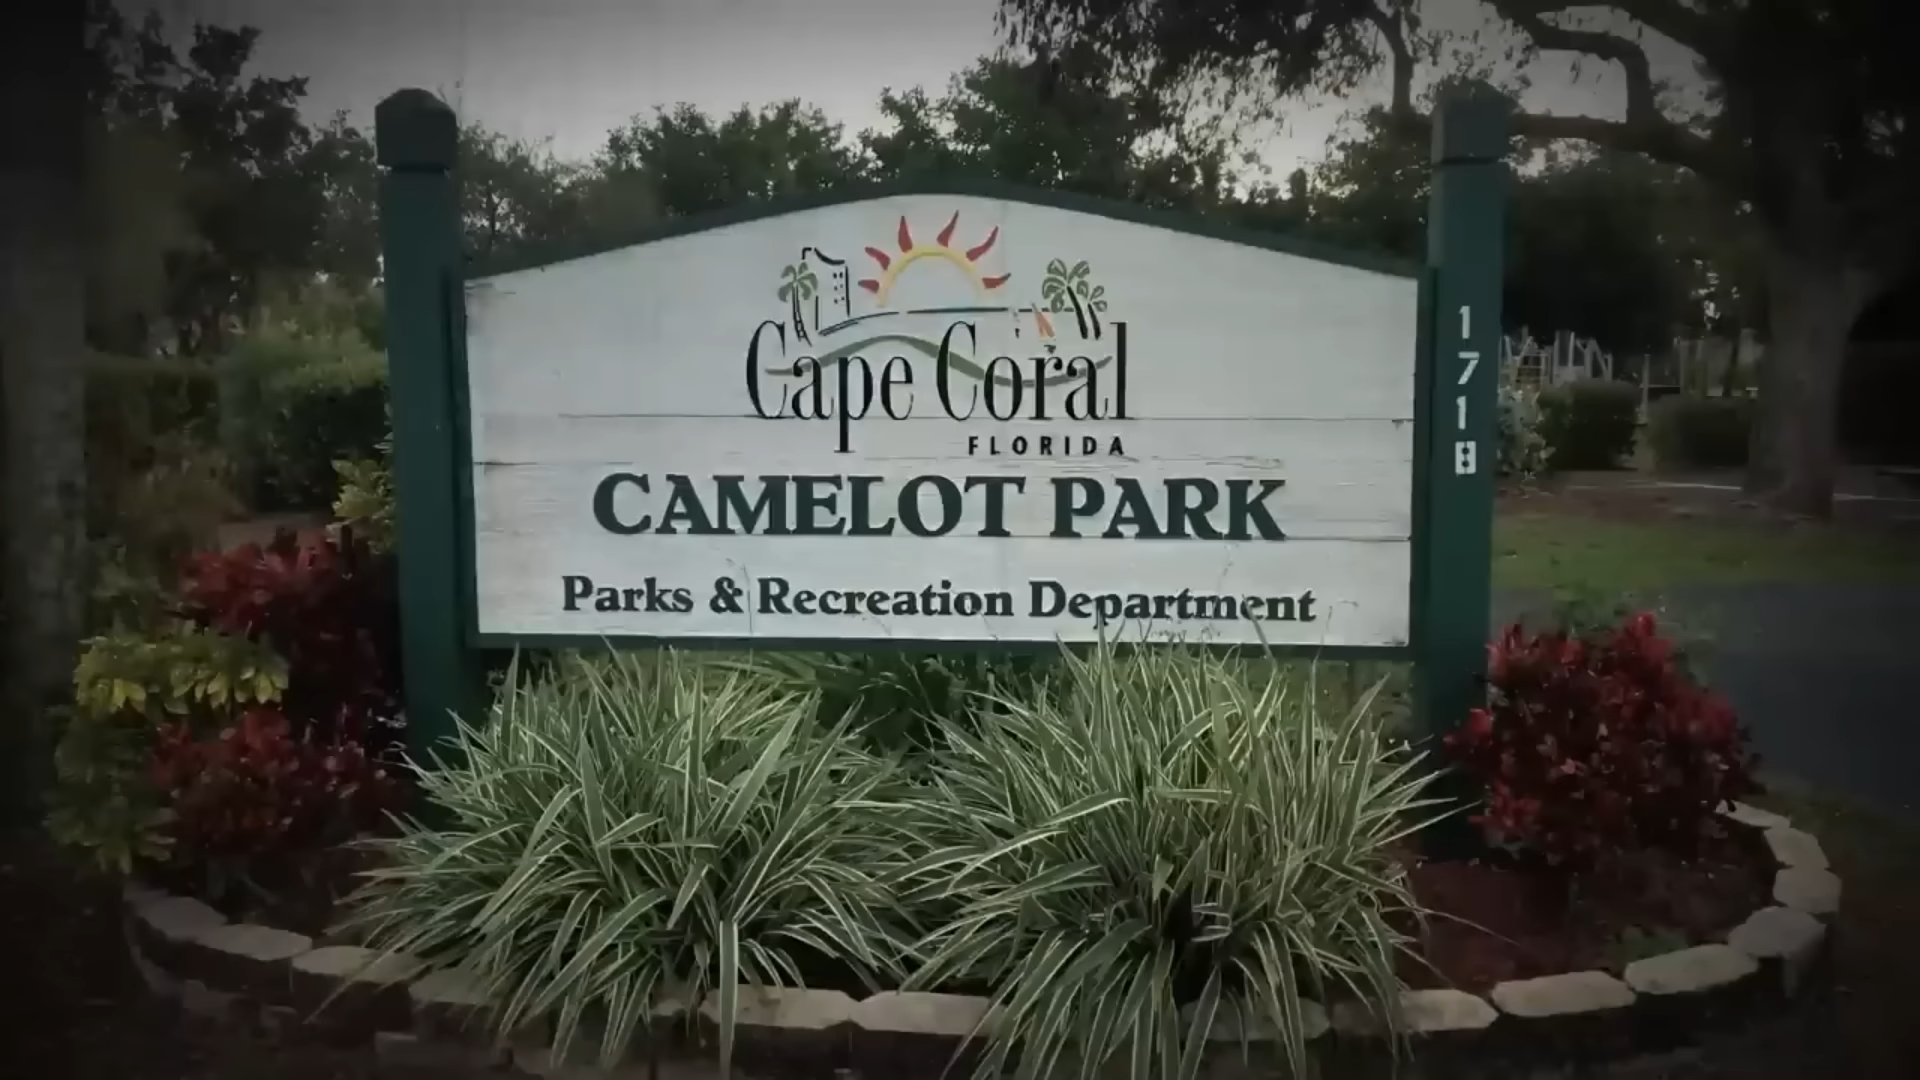 Cape Coral
FLORIDA
CAMELOT PARK
Parks & Recreation Department
1718